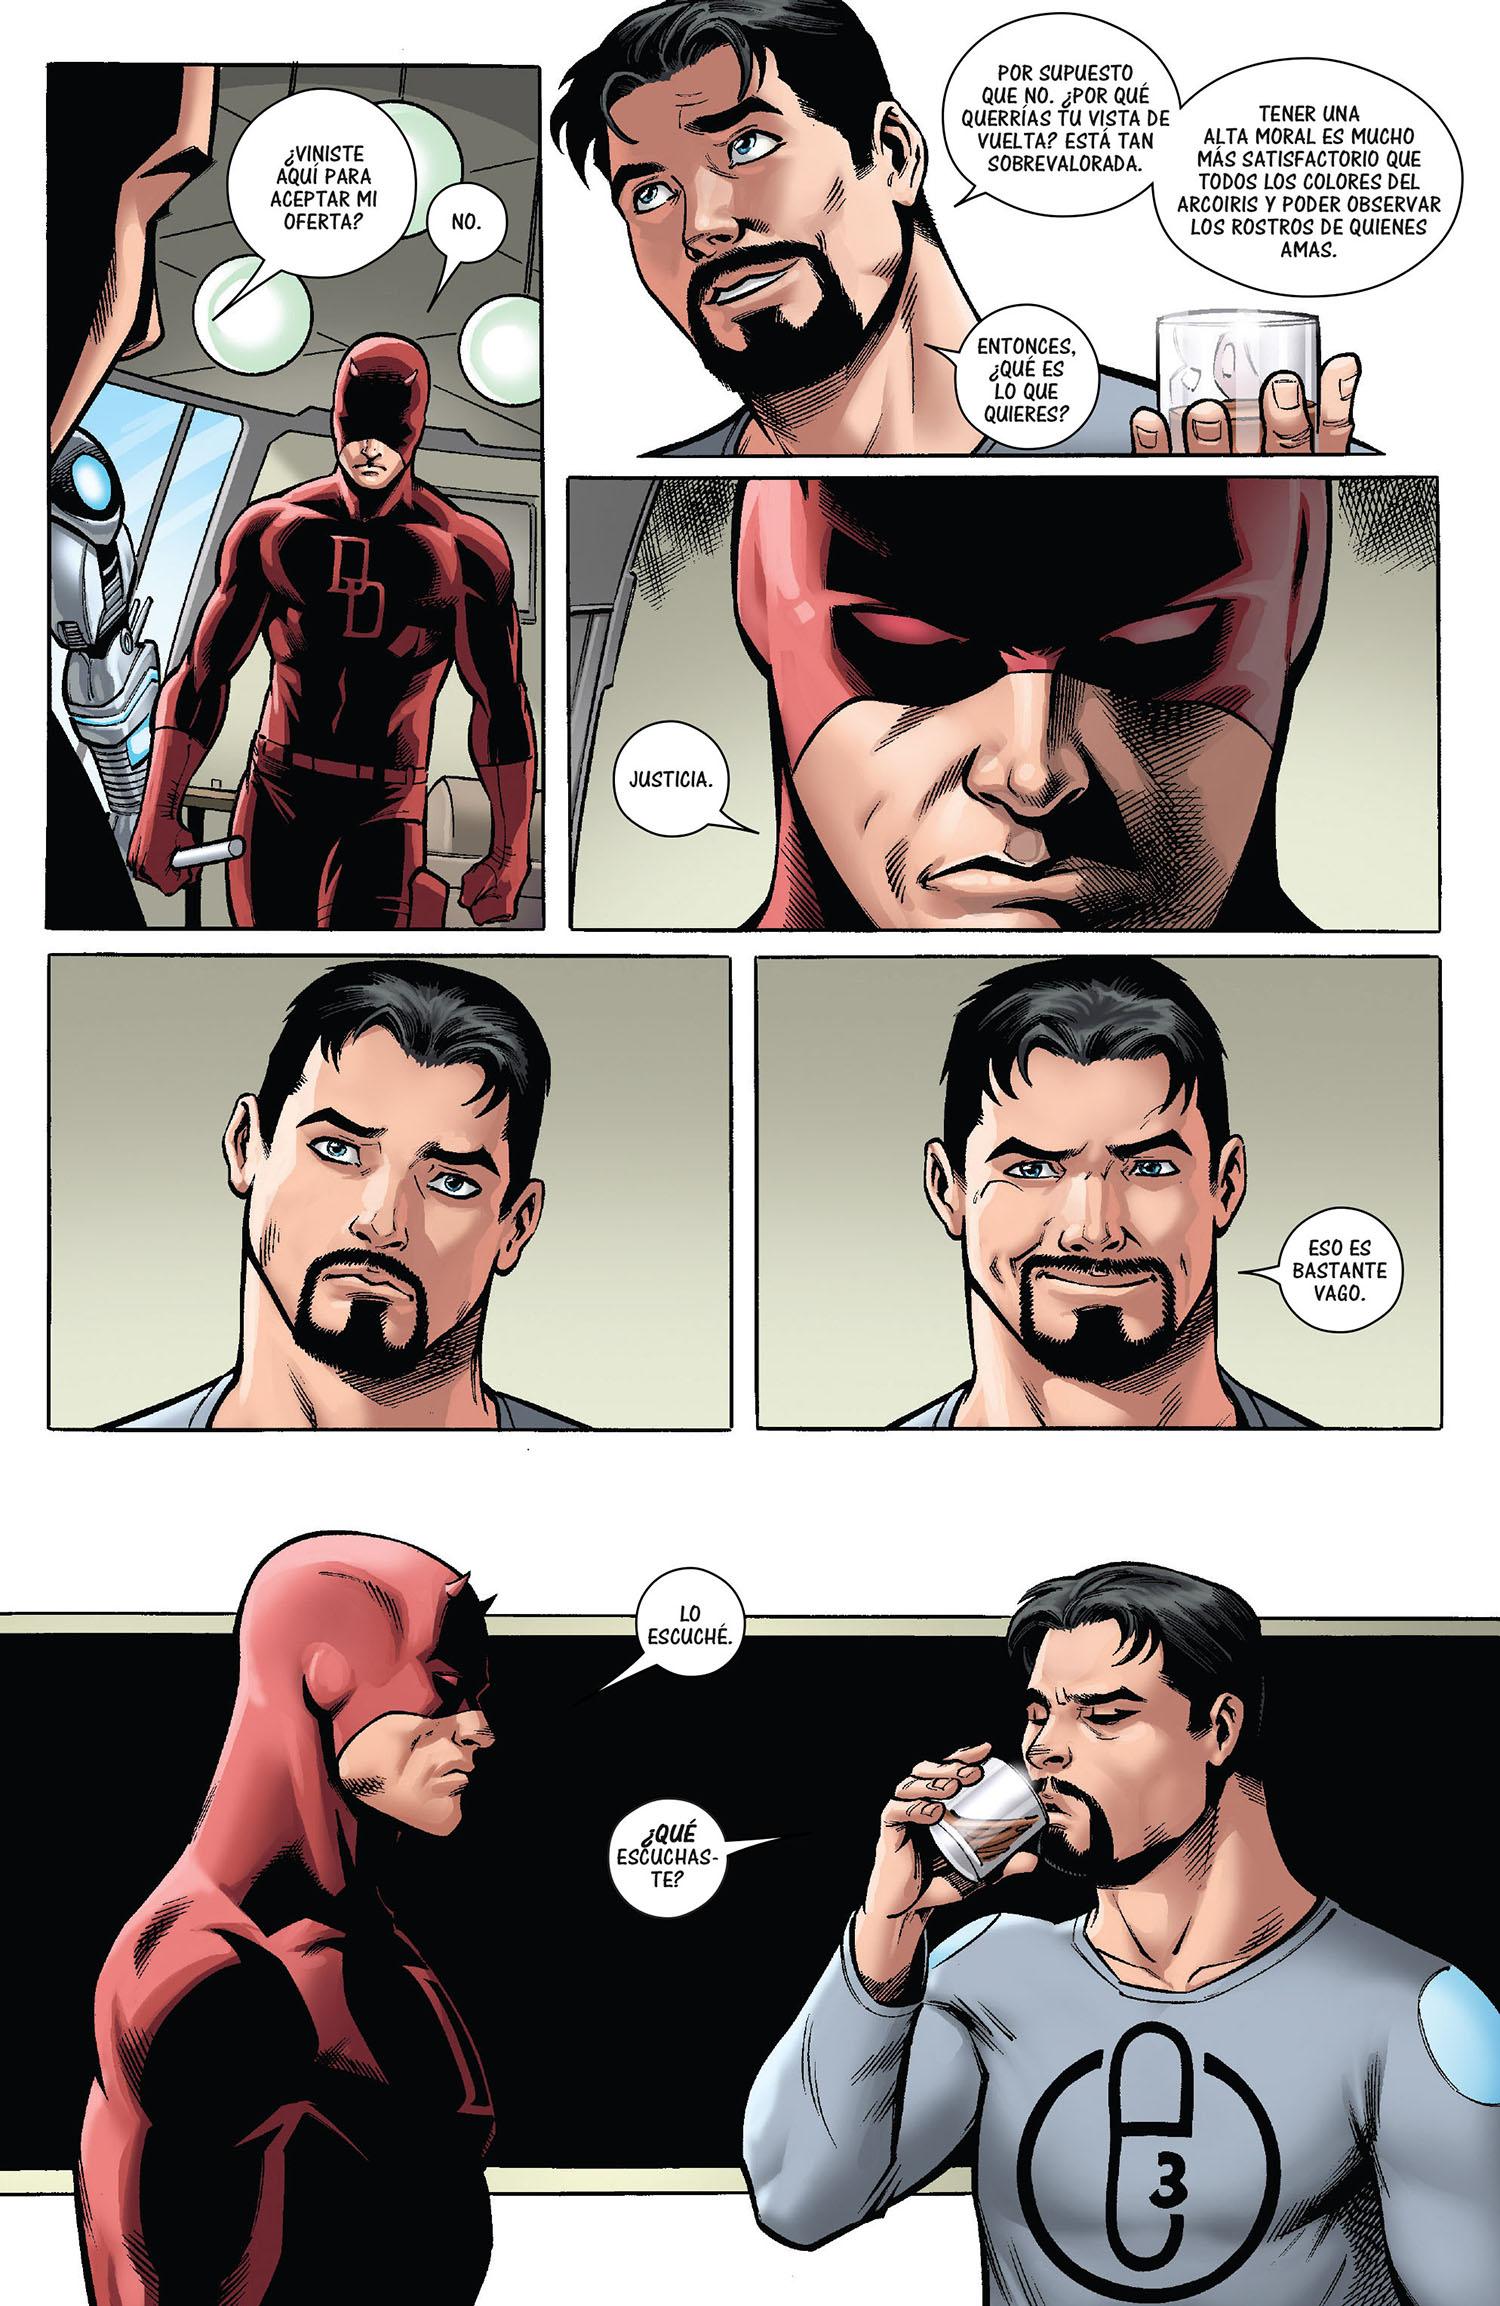 ¿VINISTE
AQUÍ PARA
ACEPTAR MI
OFERTA?
NO.
DD
POR SUPUESTO
QUE NO. ¿POR QUÉ
QUERRÍAS TU VISTA DE
VUELTA? ESTÁ TAN
SOBREVALORADA.
TENER UNA
ALTA MORAL ES MUCHO
MÁS SATISFACTORIO QUE
TODOS LOS COLORES DEL
ARCOIRIS Y PODER OBSERVAR
LOS ROSTROS DE QUIENES
AMAS.
ENTONCES,
¿QUÉ ES
LO QUE
QUIERES?
JUSTICIA.
ESO ES
BASTANTE
VAGO.
LO
ESCUCHÉ.
¿QUÉ
ESCUCHAS-
TE?
3